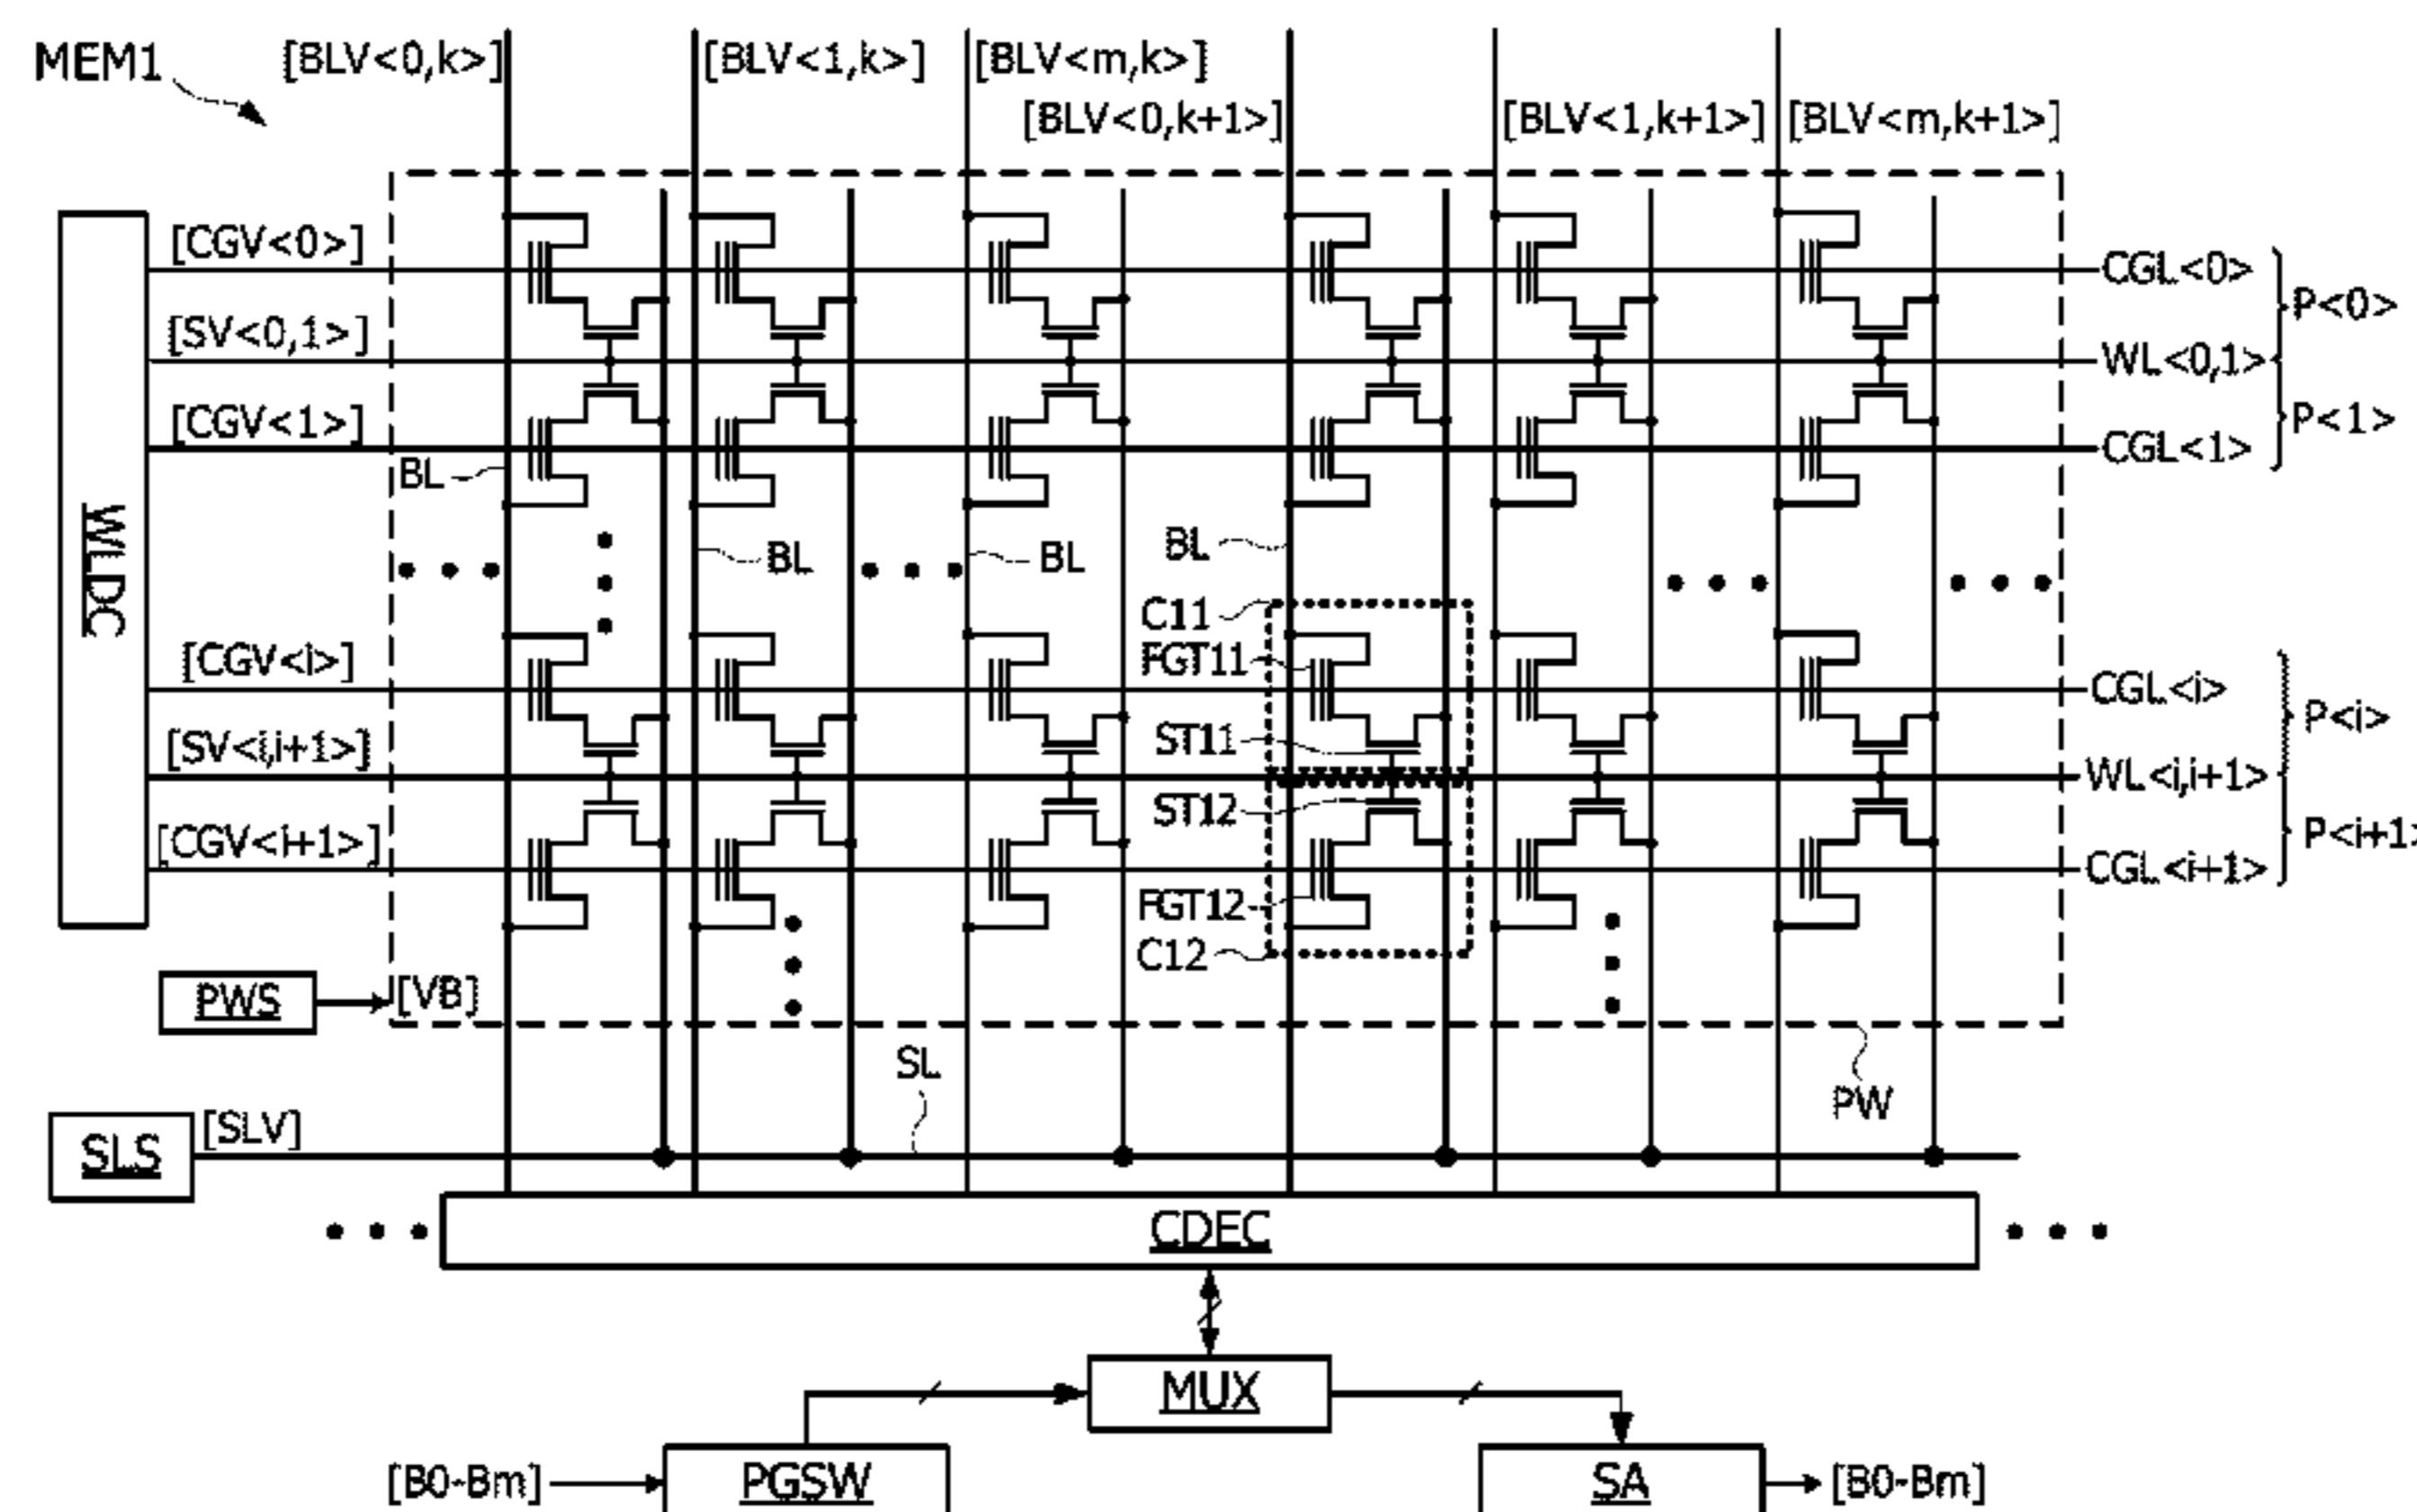 MEM1
[BLV<0,k>]
[BLV<1,k>]
[BLV<m,k>]
[BLV<0,k+1>]
[BLV<1,k+1>]
[BLV<m,k+1>]
[CGV<0>]
CGL<0>
P<0>
[SV<0,1>]
WL<0,1>
[CGV<1>]
P<1>
CGL<1>
BL
WLDC
BL
BL
BL
C11
[CGV<i>]
FGT11
CGL<i>
P<i>
[SV<i,i+1>]
ST11
WL<i,i+1>
ST12
[CGV<i+1>]
P<i+1>
CGL<i+1>
FGT12
C12
PWS
[VB]
SL
PW
SLS
[SLV]
CDEC
MUX
[B0-Bm]
PGSW
SA
[B0-Bm]